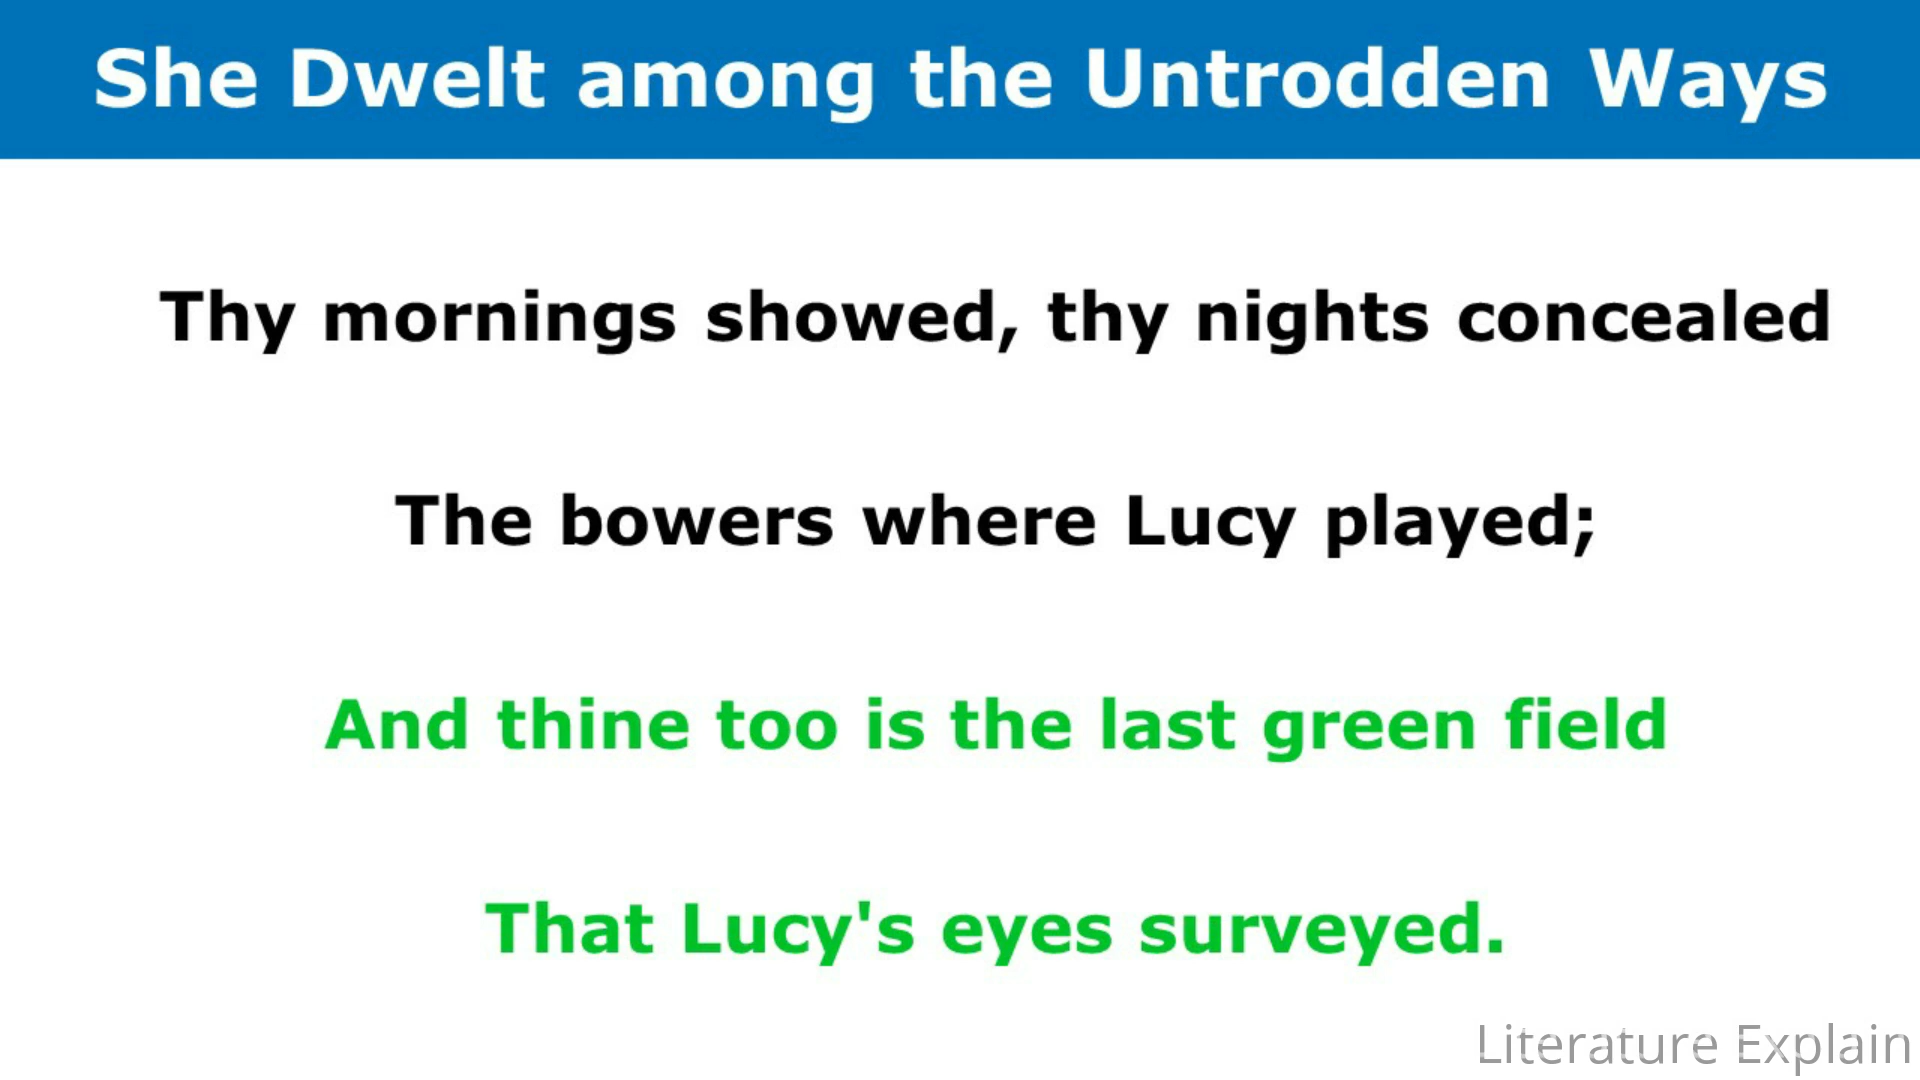 She Dwelt among the Untrodden Ways
Thy mornings showed, thy nights concealed
The bowers where Lucy played;
And thine too is the last green field
That Lucy's eyes surveyed.
Literature Explain